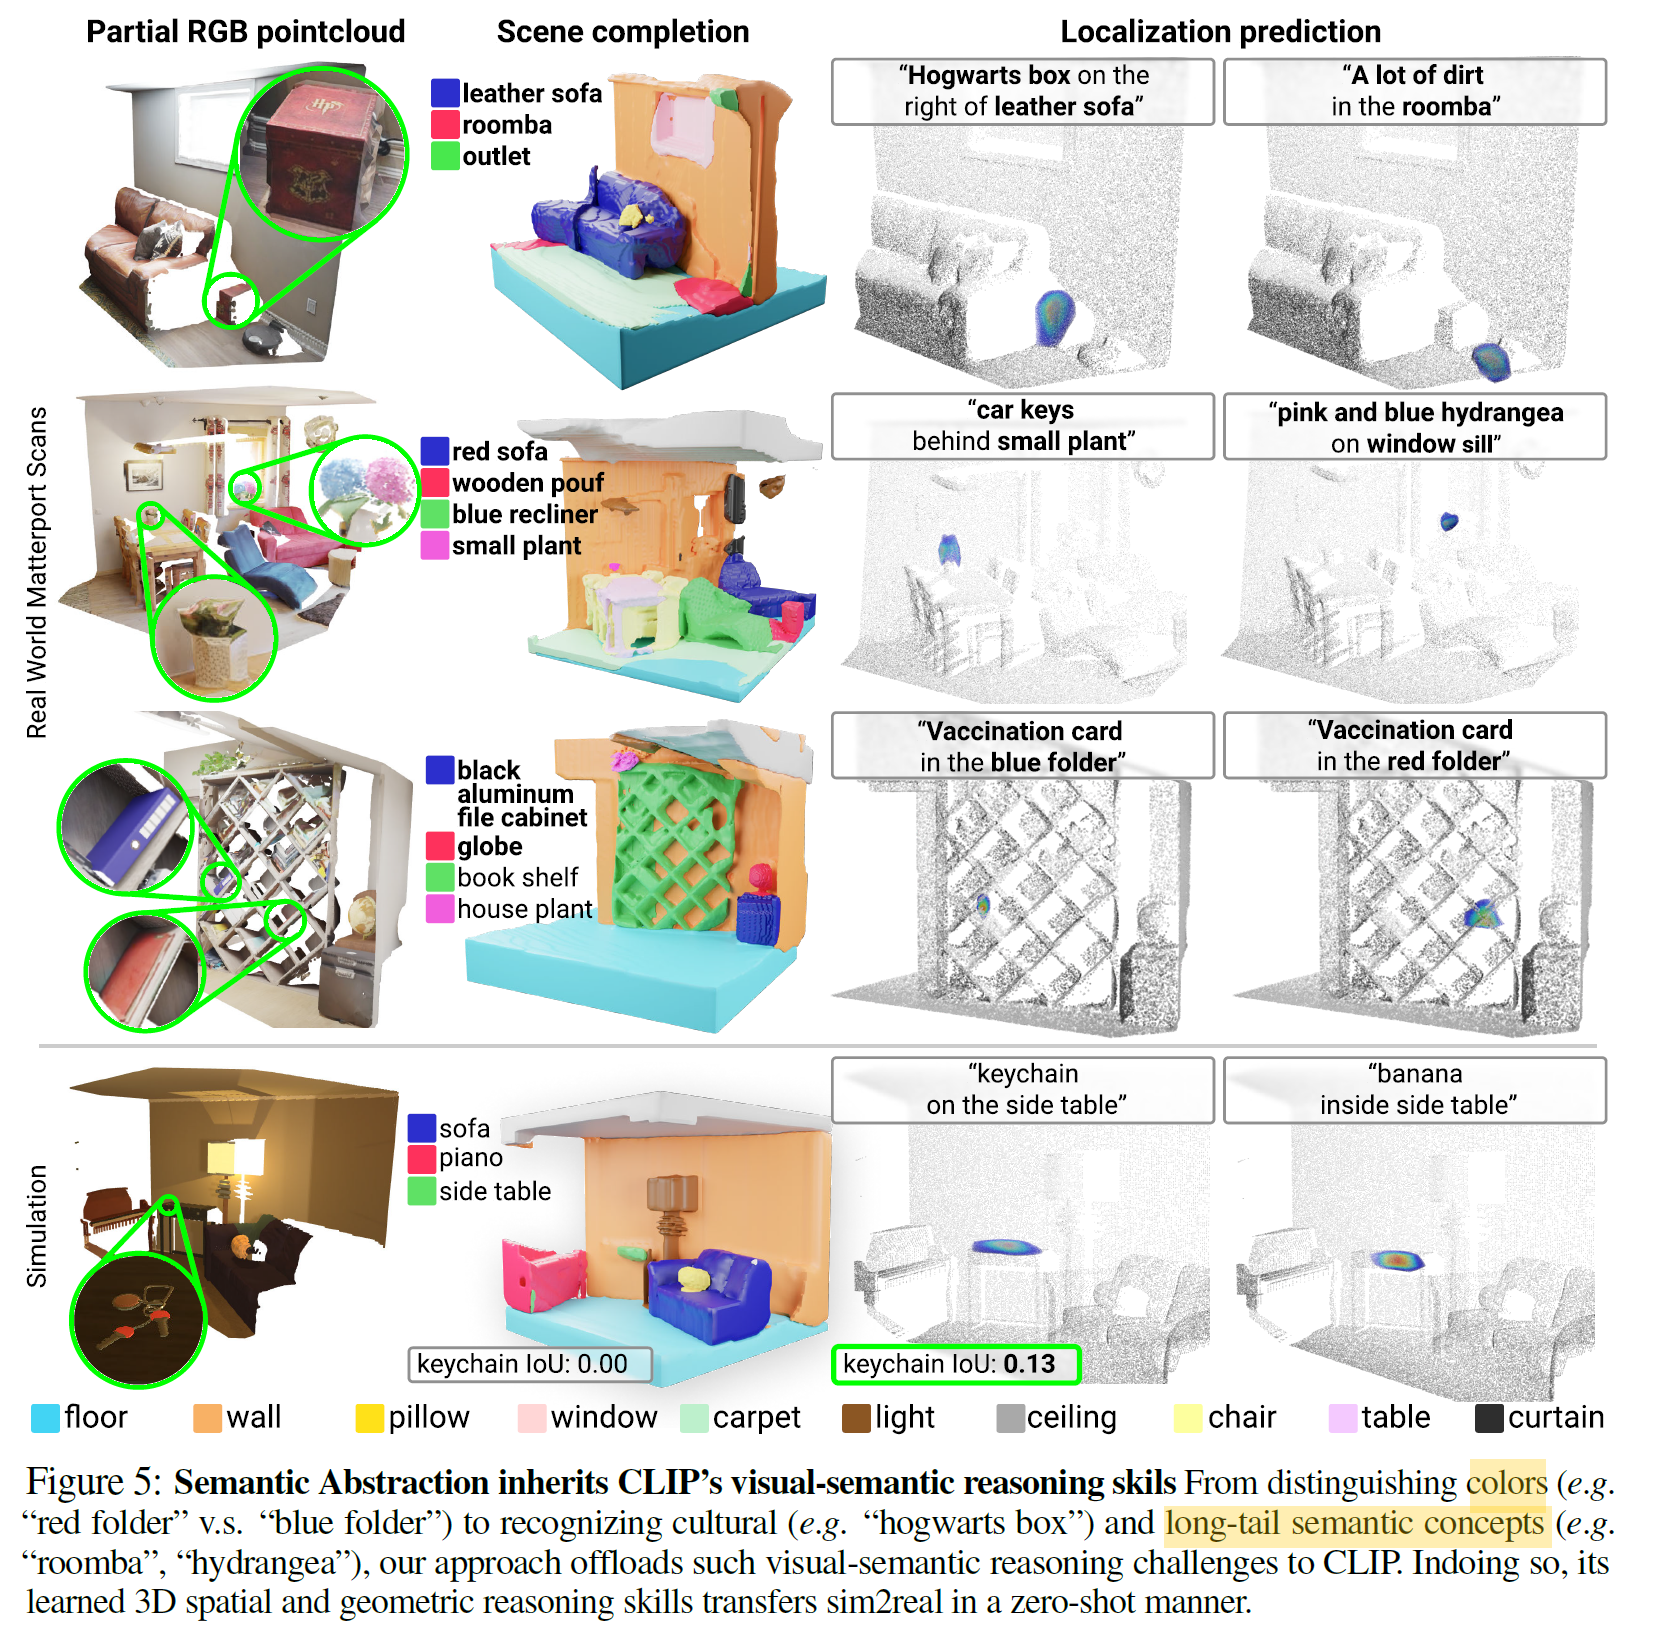 Partial RGB pointcloud
Scene completion
Localization prediction
Real World Matterport Scans
HP
leather sofa
roomba
outlet
“Hogwarts box on the
right of leather sofa”
“A lot of dirt
in the roomba”
red sofa
wooden pouf
blue recliner
small plant
“car keys
behind small plant”
“pink and blue hydrangea
on window sill”
black
aluminum
file cabinet
globe
book shelf
house plant
“Vaccination card
in the blue folder”
“Vaccination card
in the red folder”
Simulation
sofa
piano
side table
keychain IoU: 0.00
“keychain
on the side table”
keychain IoU: 0.13
“banana
inside side table”
floor wall pillow window carpet light ceiling chair table curtain
Figure 5: Semantic Abstraction inherits CLIP’s visual-semantic reasoning skils From distinguishing colors (e.g.
“red folder” v.s. “blue folder”) to recognizing cultural (e.g. “hogwarts box”) and long-tail semantic concepts (e.g.
“roomba”, “hydrangea”), our approach offloads such visual-semantic reasoning challenges to CLIP. Indoing so, its
learned 3D spatial and geometric reasoning skills transfers sim2real in a zero-shot manner.